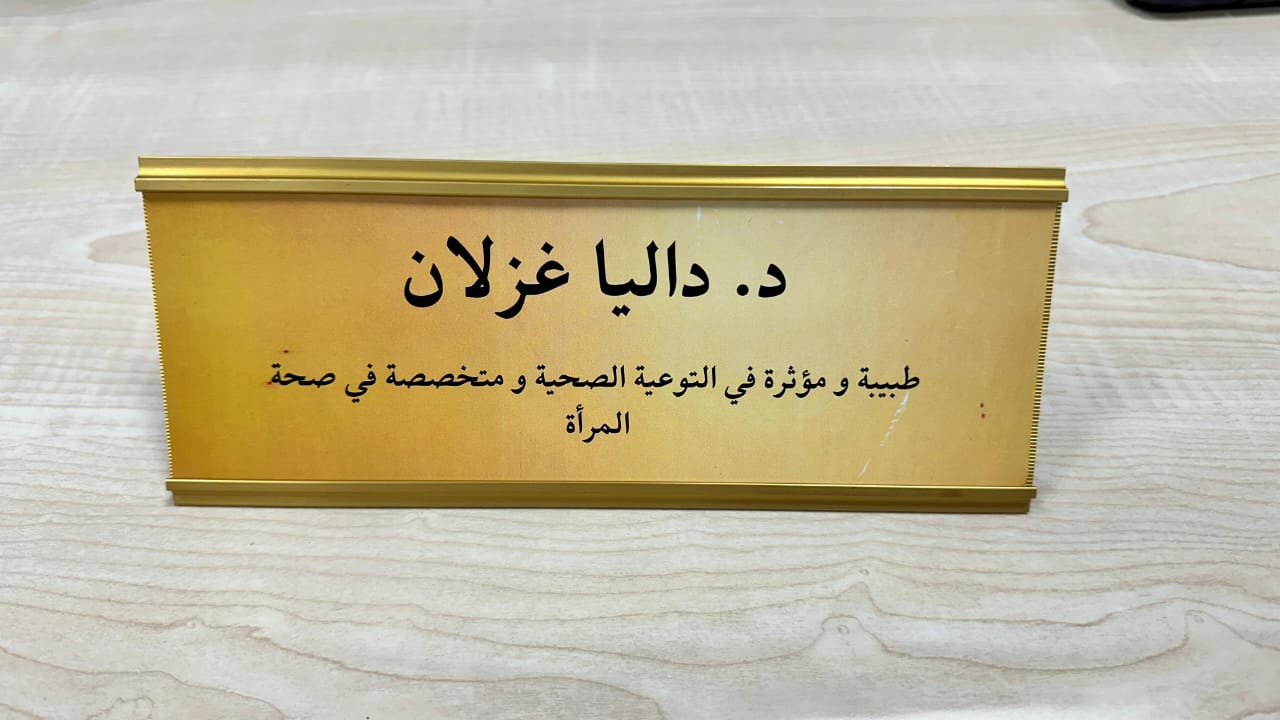 د. داليا غزلان
طبيبة و مؤثرة في التوعية الصحية و متخصصة في صحة
المرأة